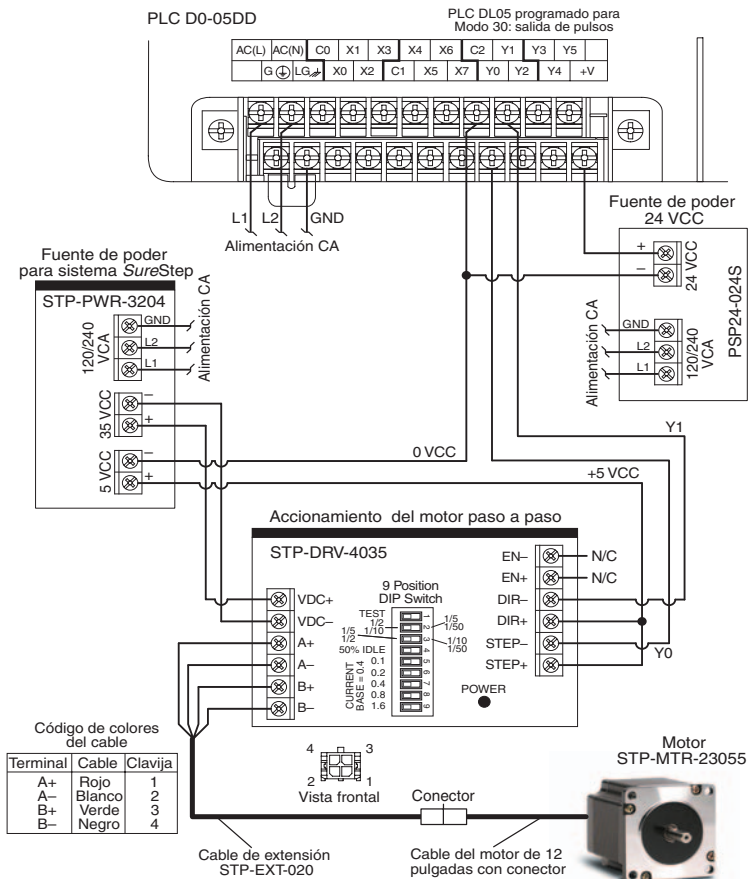 PLC D0-05DD
PLC DL05 programado para
Modo 30: salida de pulsos
AC(L) AC(N) C0 X1 X3 X4 X6 C2 Y1 Y3 Y5
G LG X0 X2 C1 X5 X7 Y0 Y2 Y4 +V
L1 L2 GND
Alimentación CA
Fuente de poder
24 VCC
+
–
24 VCC
PSP24-024S
GND
L2
L1
120/240
VCA
Alimentación CA
Fuente de poder
para sistema SureStep
STP-PWR-3204
GND
L2
L1
120/240
VCA
Alimentación CA
35 VCC
–
+
5 VCC
–
+
0 VCC
+5 VCC
Y1
Accionamiento del motor paso a paso
STP-DRV-4035
VDC+
VDC–
A+
A–
B+
B–
9 Position
DIP Switch
TEST
1/2
1/5 1/10
1/2
50% IDLE
0.1
0.2
0.4
0.8
1.6
CURRENT
BASE = 0.4
1
2
3
4
5
6
7
8
9
1/5
1/50
1/10
1/50
EN– N/C
EN+ N/C
DIR–
DIR+
STEP–
STEP+
Y0
POWER
Código de colores
del cable
Terminal Cable Clavija
A+ Rojo 1
A– Blanco 2
B+ Verde 3
B– Negro 4
4 3
2 1
Vista frontal
Conector
Motor
STP-MTR-23055
Cable de extensión
STP-EXT-020
Cable del motor de 12
pulgadas con conector